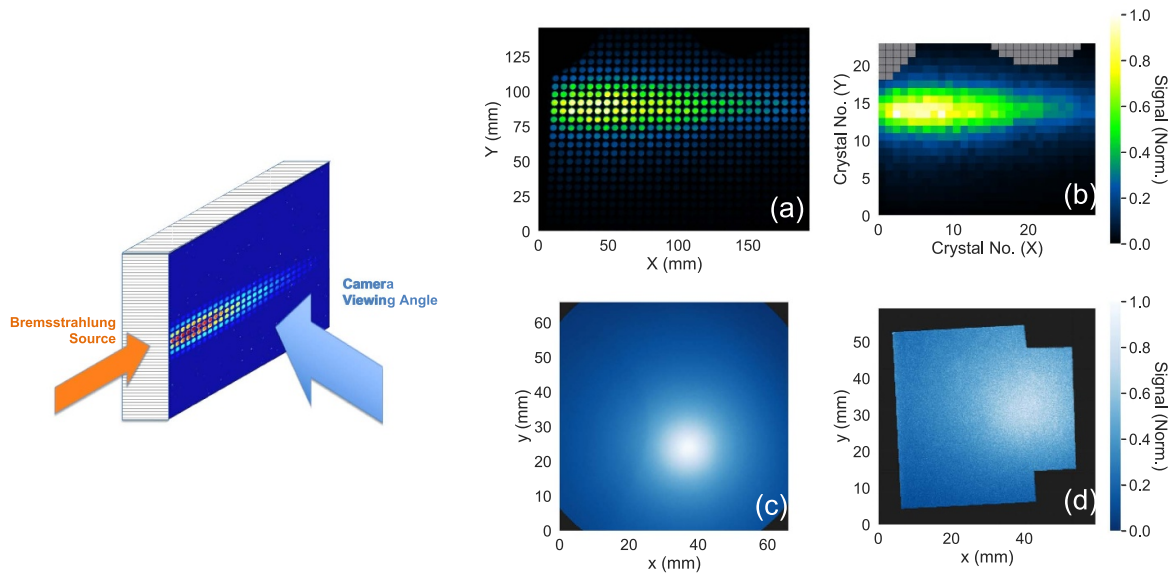 Bremsstrahlung
Source
Camera
Viewing Angle
Y (mm)
0
25
50
75
100
125
0
50
100
150
X (mm)
(a)
Crystal No. (Y)
0
5
10
15
20
0
10
20
Crystal No. (X)
(b)
1.0
0.8
0.6
0.4
0.2
0.0
Signal (Norm.)
y (mm)
0
10
20
30
40
50
60
0
20
40
60
x (mm)
(c)
y (mm)
0
10
20
30
40
50
0
20
40
x (mm)
(d)
1.0
0.8
0.6
0.4
0.2
0.0
Signal (Norm.)